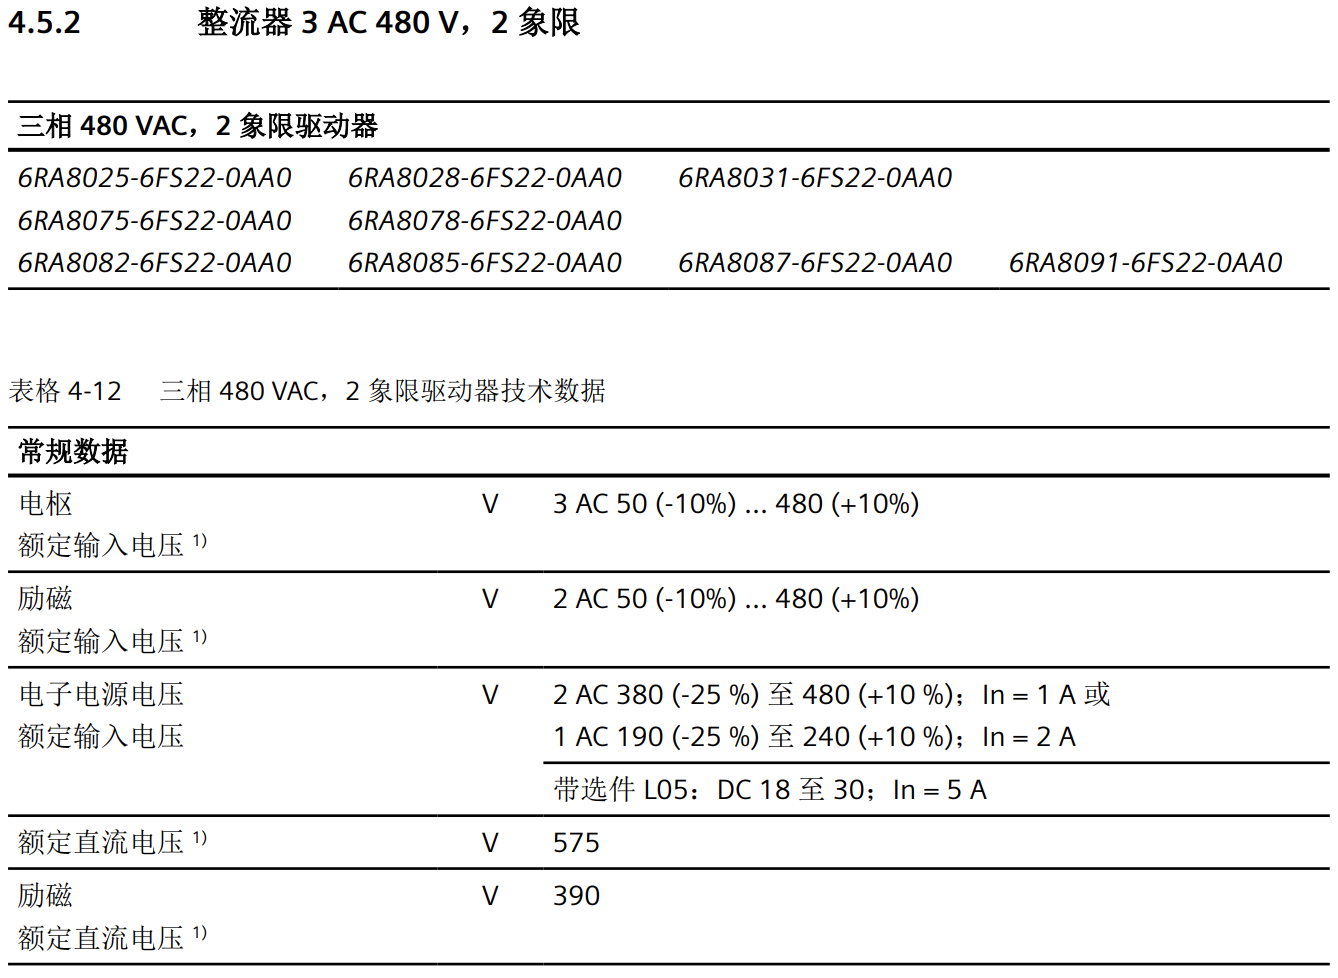 4.5.2 整流器 3 AC 480 V，2 象限
三相 480 VAC，2 象限驱动器
6RA8025-6FS22-0AA0 6RA8028-6FS22-0AA0 6RA8031-6FS22-0AA0
6RA8075-6FS22-0AA0 6RA8078-6FS22-0AA0
6RA8082-6FS22-0AA0 6RA8085-6FS22-0AA0 6RA8087-6FS22-0AA0 6RA8091-6FS22-0AA0
表格 4-12 三相 480 VAC，2 象限驱动器技术数据
常规数据
电枢 V 3 AC 50 (-10%) ... 480 (+10%)
额定输入电压 1)
励磁 V 2 AC 50 (-10%) ... 480 (+10%)
额定输入电压 1)
电子电源电压 V 2 AC 380 (-25 %) 至 480 (+10 %)；In = 1 A 或
额定输入电压 1 AC 190 (-25 %) 至 240 (+10 %)；In = 2 A
带选件 L05：DC 18 至 30；In = 5 A
额定直流电压 1) V 575
励磁 V 390
额定直流电压 1)